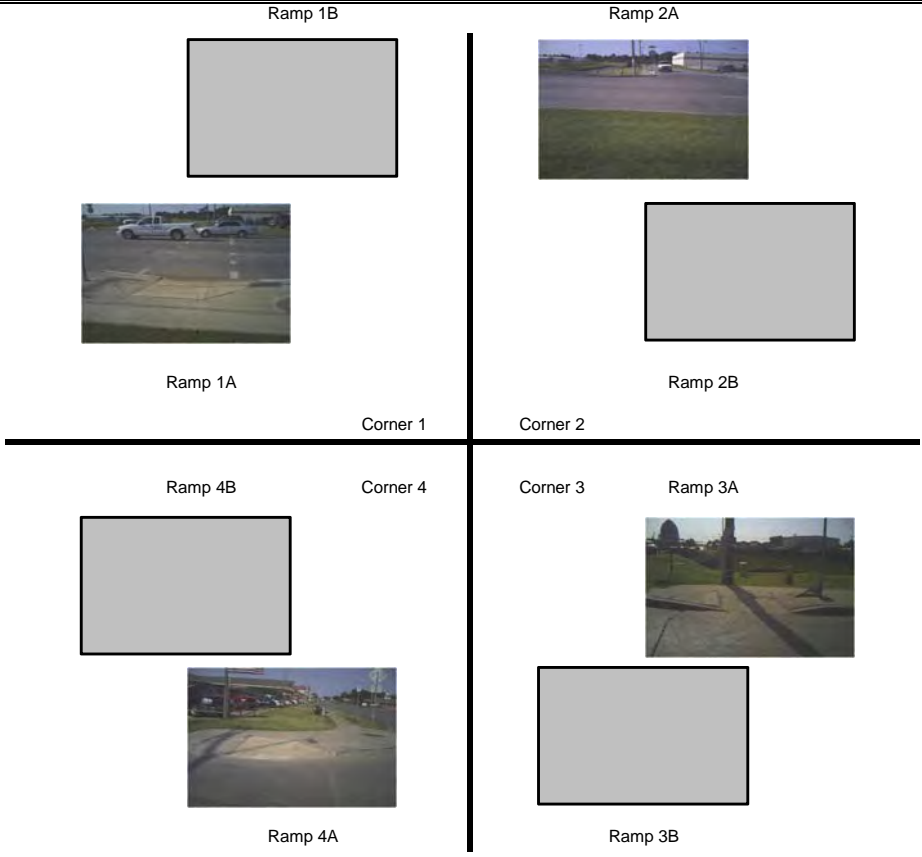 Ramp 1B
Ramp 2A
Ramp 1A
Ramp 2B
Corner 1
Corner 2
Ramp 4B
Corner 4
Corner 3
Ramp 3A
Ramp 4A
Ramp 3B